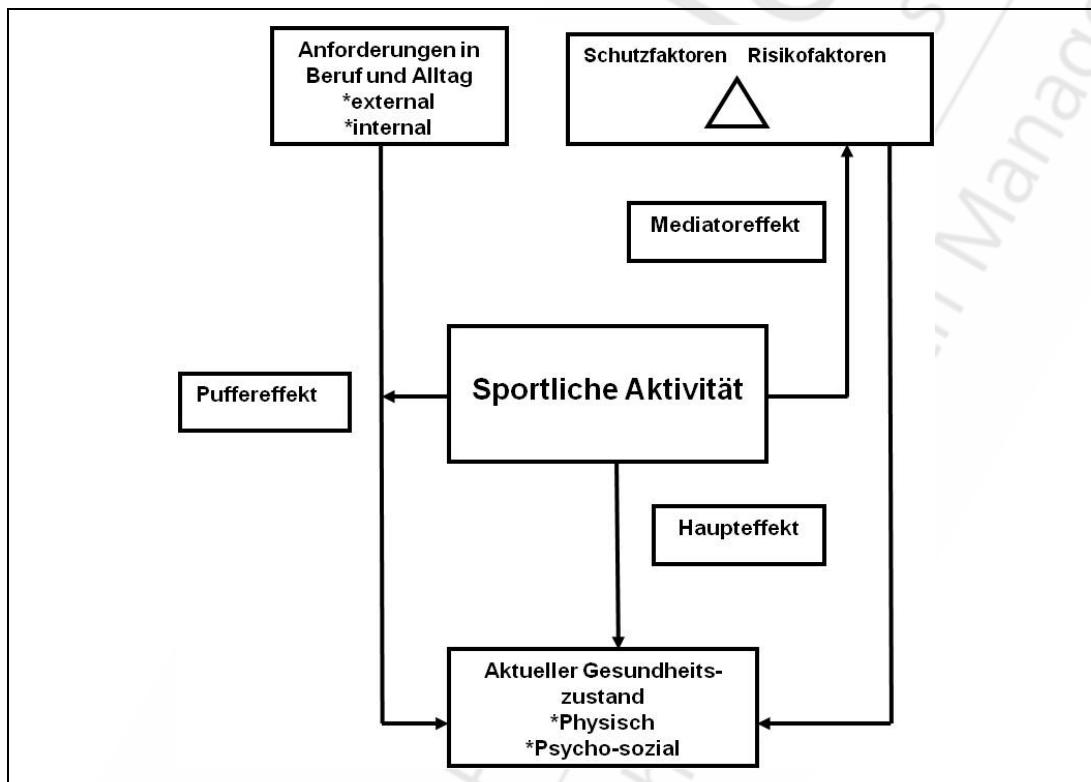 Anforderungen in
Beruf und Alltag
*external
*internal
Schutzfaktoren Risikofaktoren
Mediatoreffekt
Sportliche Aktivität
Puffereffekt
Haupteffekt
Aktueller Gesundheits-
zustand
*Physisch
*Psycho-sozial